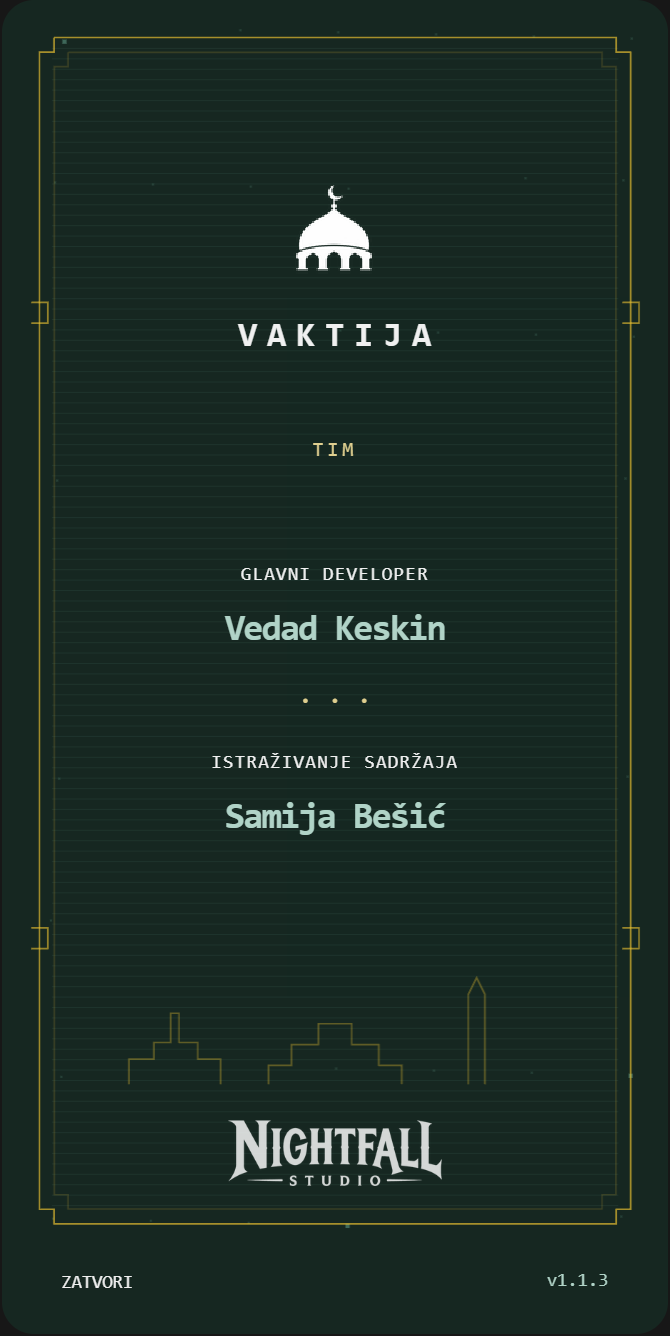 VAKTIJA
TIM
GLAVNI DEVELOPER
Vedad Keskin
ISTRAŽIVANJE SADRŽAJA
Samija Bešić
NIGHTFALL
STUDIO
ZATVORI
v1.1.3